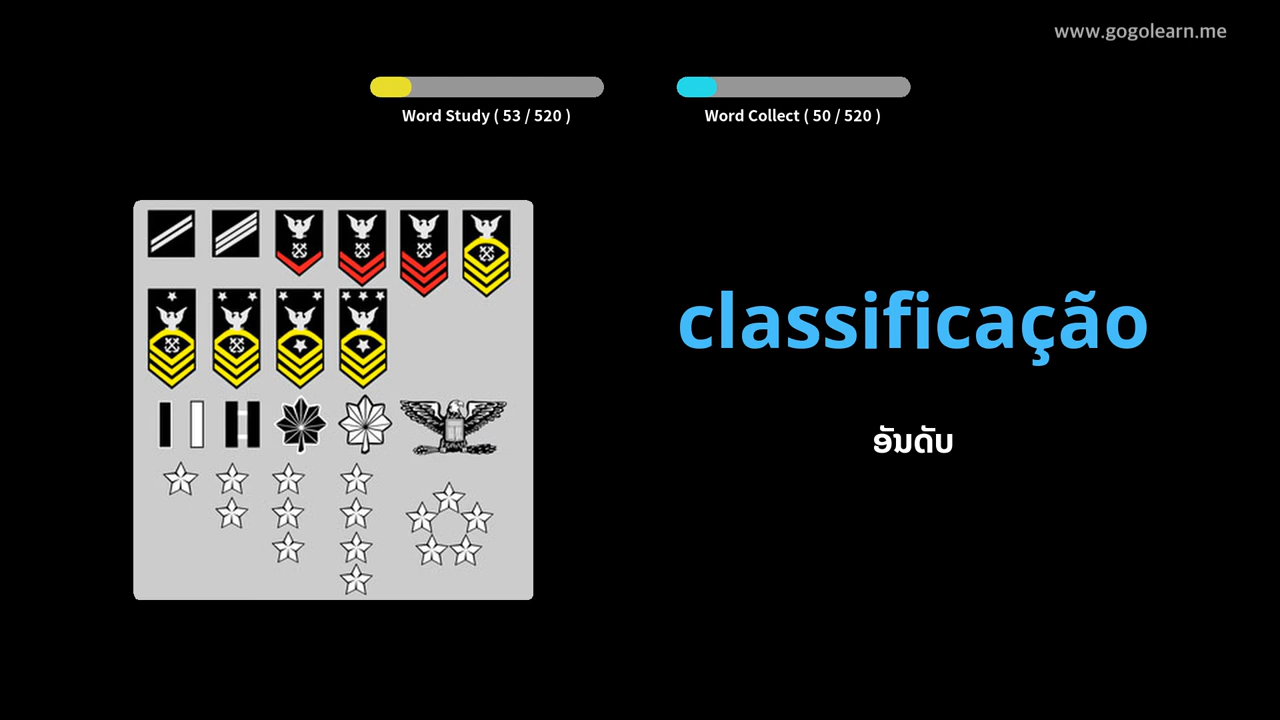 www.gogolearn.me
Word Study ( 53 / 520 )
Word Collect ( 50 / 520 )
classificação
ອັນດັບ